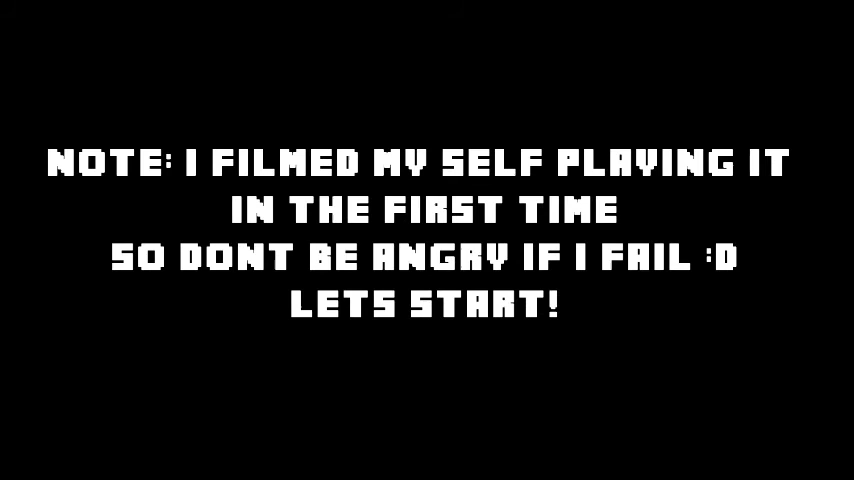 NOTE: I FILMED MY SELF PLAYING IT
IN THE FIRST TIME
SO DONT BE ANGRY IF I FAIL :D
LETS START!